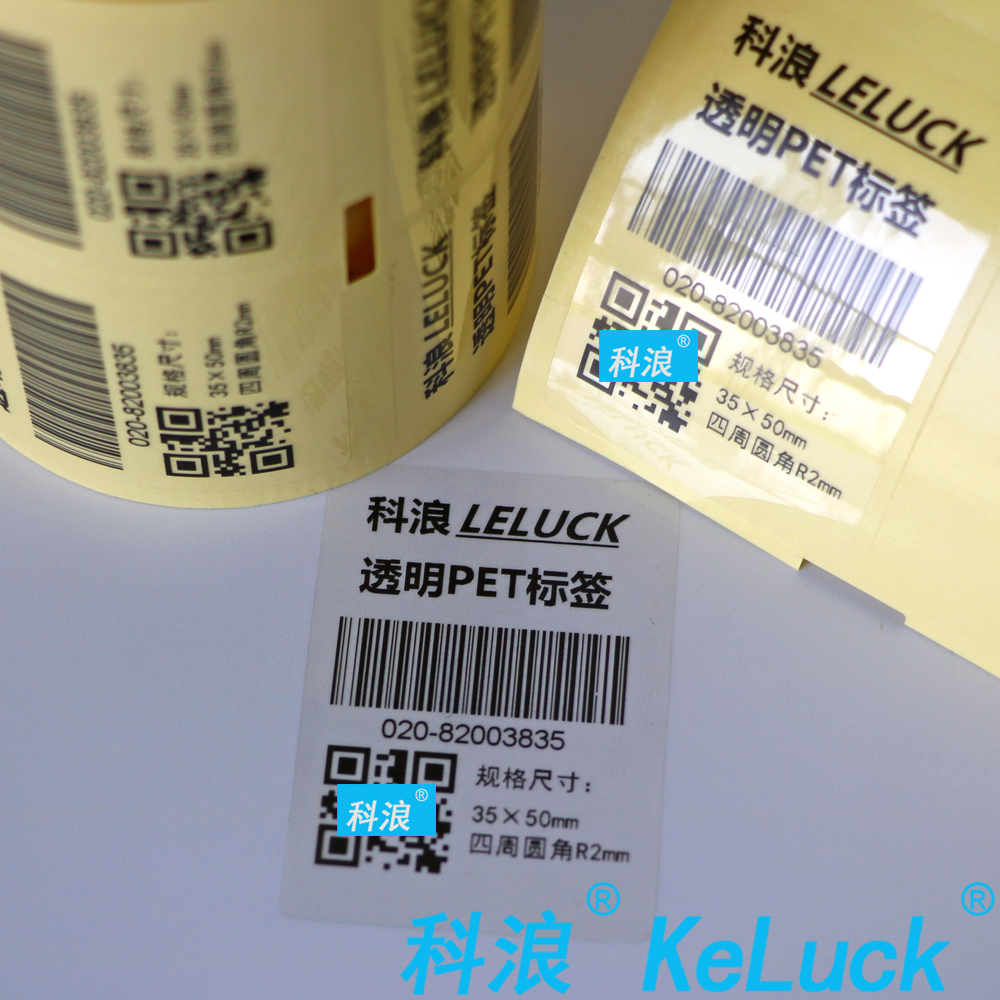 020-82003835
规格尺寸:
35×50mm
四周圆角R2mm
科浪 LELUCK
透明PET标签
科浪 LELUCK
透明PET标签
020-82003835
科浪®
规格尺寸:
35×50mm
四周圆角R2mm
科浪 LELUCK
透明PET标签
020-82003835
科浪®
规格尺寸:
35×50mm
四周圆角R2mm
科浪® KeLuck®